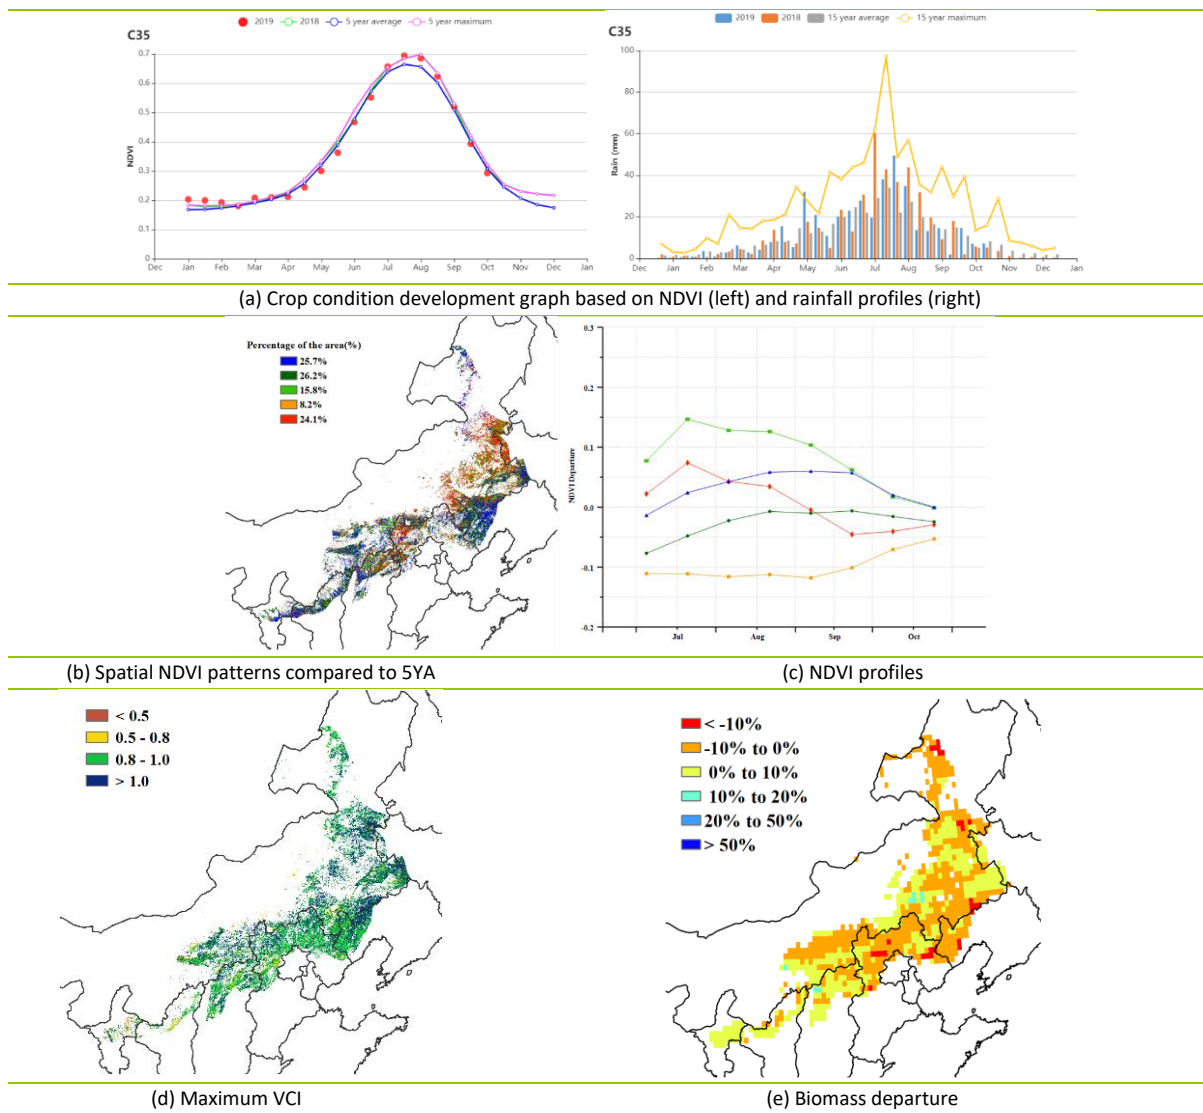 2019 2018 5 year average 5 year maximum
C35
0.7
0.6
0.5
0.4
0.3
0.2
0.1
0
NDVI
Dec Jan Feb Mar Apr May Jun Jul Aug Sep Oct Nov Dec Jan
2019 2018 15 year average 15 year maximum
C35
100
80
60
40
20
0
Rain (mm)
Dec Jan Feb Mar Apr May Jun Jul Aug Sep Oct Nov Dec Jan
(a) Crop condition development graph based on NDVI (left) and rainfall profiles (right)
Percentage of the area(%)
25.7%
26.2%
15.8%
8.2%
24.1%
0.3
0.2
0.1
0.0
-0.1
-0.2
NDVI Departure
Jul Aug Sep Oct
(b) Spatial NDVI patterns compared to 5YA
(c) NDVI profiles
< 0.5
0.5 - 0.8
0.8 - 1.0
> 1.0
< -10%
-10% to 0%
0% to 10%
10% to 20%
20% to 50%
> 50%
(d) Maximum VCI
(e) Biomass departure